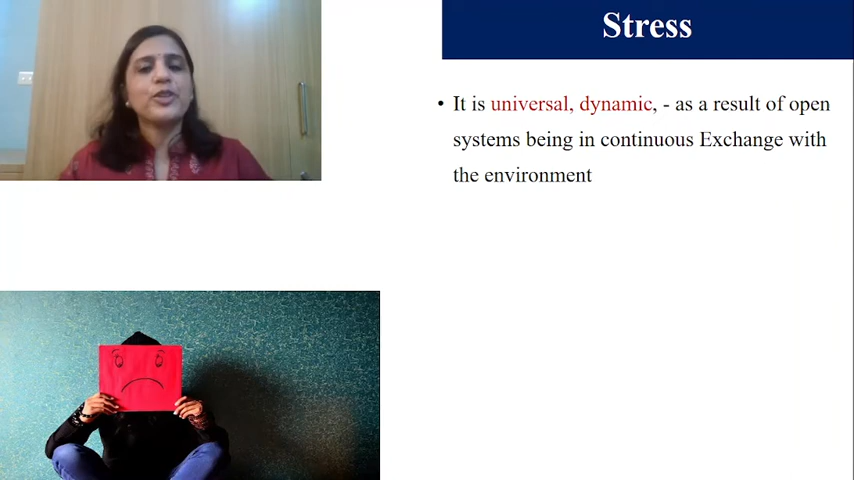 Stress
• It is universal, dynamic, - as a result of open
systems being in continuous Exchange with
the environment